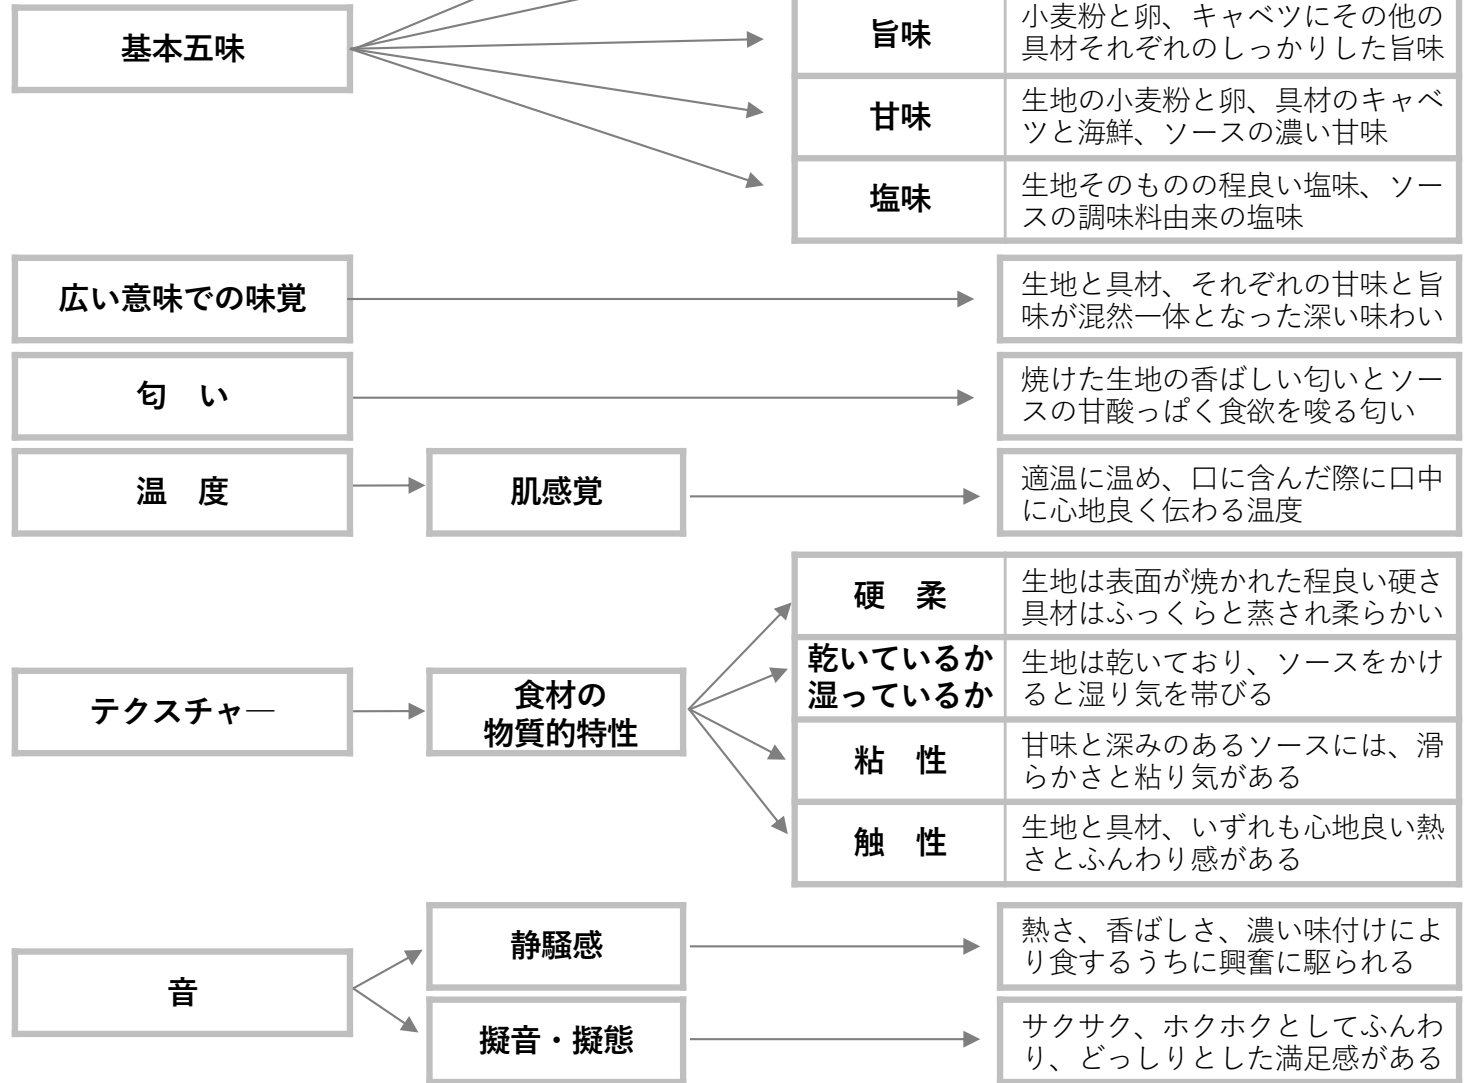 基本五味
旨味
小麦粉と卵、キャベツにその他の
具材それぞれのしっかりした旨味
甘味
生地の小麦粉と卵、具材のキャベ
ツと海鮮、ソースの濃い甘味
塩味
生地そのものの程良い塩味、ソー
スの調味料由来の塩味
広い意味での味覚
生地と具材、それぞれの甘味と旨
味が混然一体となった深い味わい
匂　い
焼けた生地の香ばしい匂いとソー
スの甘酸っぱく食欲を唆る匂い
温　度
肌感覚
適温に温め、口に含んだ際に口中
に心地良く伝わる温度
テクスチャ―
食材の
物質的特性
硬　柔
生地は表面が焼かれた程良い硬さ
具材はふっくらと蒸され柔らかい
乾いているか
湿っているか
生地は乾いており、ソースをかけ
ると湿り気を帯びる
粘　性
甘味と深みのあるソースには、滑
らかさと粘り気がある
触　性
生地と具材、いずれも心地良い熱
さとふんわり感がある
音
静騒感
熱さ、香ばしさ、濃い味付けによ
り食するうちに興奮に駆られる
擬音・擬態
サクサク、ホクホクとしてふんわ
り、どっしりとした満足感がある